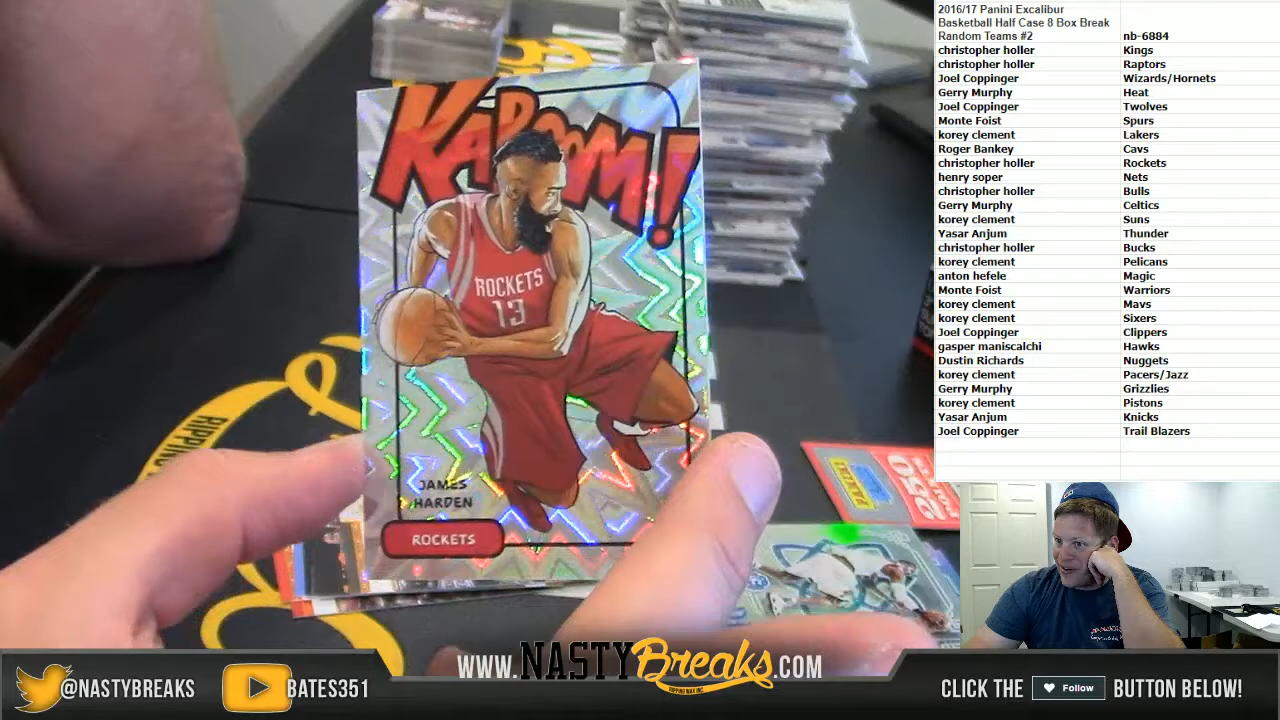 2016/17 Panini Excalibur
Basketball Half Case 8 Box Break
Random Teams #2 nb-6884
christopher holler Kings
christopher holler Raptors
Joel Coppinger Wizards/Hornets
Gerry Murphy Heat
Joel Coppinger Twolves
Monte Foist Spurs
korey clement Lakers
Roger Bankey Cavs
christopher holler Rockets
henry soper Nets
christopher holler Bulls
Gerry Murphy Celtics
korey clement Suns
Yasar Anjum Thunder
christopher holler Bucks
korey clement Pelicans
anton hefele Magic
Monte Foist Warriors
korey clement Mavs
korey clement Sixers
Joel Coppinger Clippers
gasper maniscalchi Hawks
Dustin Richards Nuggets
korey clement Pacers/Jazz
Gerry Murphy Grizzlies
korey clement Pistons
Yasar Anjum Knicks
Joel Coppinger Trail Blazers
KABOOM!
ROCKETS
13
JAMES
HARDEN
ROCKETS
RIPPING
PANINI
250
@NASTYBREAKS
BATES351
WWW.NASTYBreaks.COM
RIPPING WAX INC
CLICK THE Follow BUTTON BELOW!